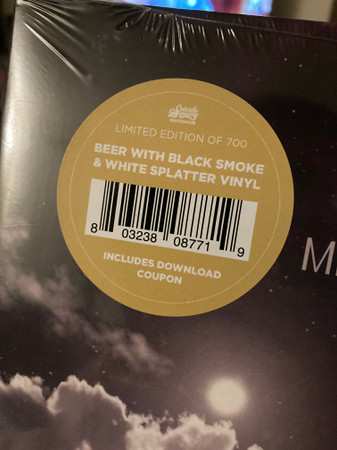 LIMITED EDITION OF 700
BEER WITH BLACK SMOKE
& WHITE SPLATTER VINYL
8 03238 08771 9
INCLUDES DOWNLOAD
COUPON